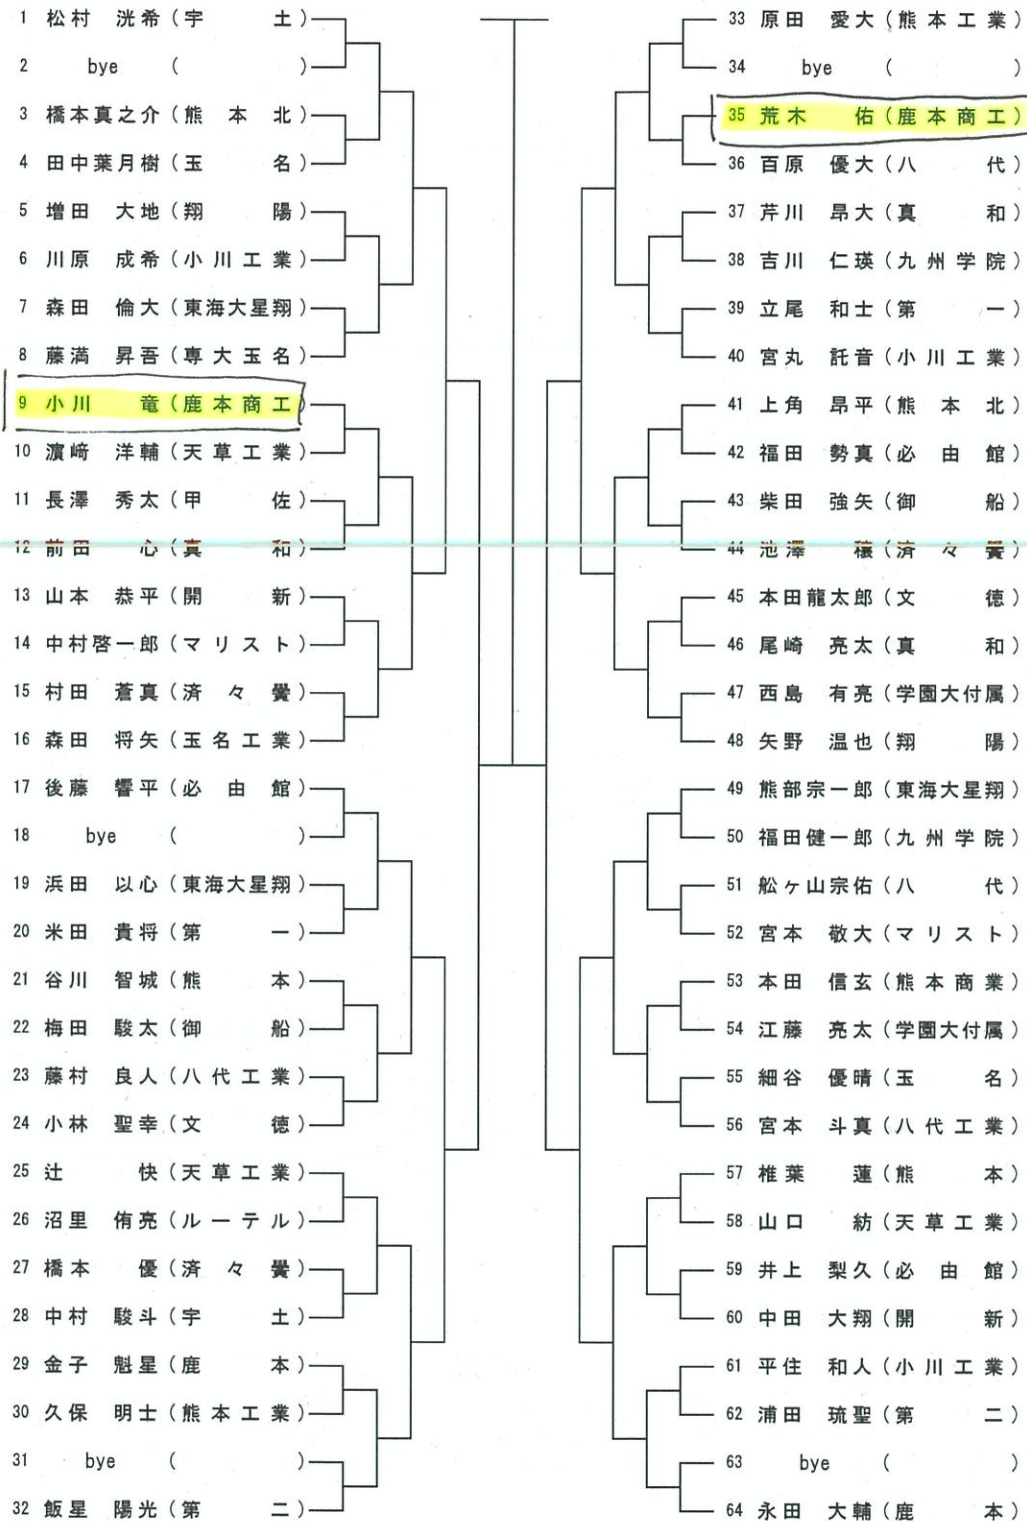 1 松村 洸希(宇土)
2 bye ( )
3 橋本真之介(熊本北)
4 田中葉月樹(玉名)
5 増田 大地(翔陽)
6 川原 成希(小川工業)
7 森田 倫大(東海大星翔)
8 藤満 昇吾(専大玉名)
9 小川 竜(鹿本商工)
10 濵﨑 洋輔(天草工業)
11 長澤 秀太(甲佐)
12 前田 心(真和)
13 山本 恭平(開新)
14 中村啓一郎(マリスト)
15 村田 蒼真(済々黌)
16 森田 将矢(玉名工業)
17 後藤 響平(必由館)
18 bye ( )
19 浜田 以心(東海大星翔)
20 米田 貴将(第一)
21 谷川 智城(熊本)
22 梅田 駿太(御船)
23 藤村 良人(八代工業)
24 小林 聖幸(文徳)
25 辻 快(天草工業)
26 沼里 侑亮(ルーテル)
27 橋本 優(済々黌)
28 中村 駿斗(宇土)
29 金子 魁星(鹿本)
30 久保 明士(熊本工業)
31 bye ( )
32 飯星 陽光(第二)
33 原田 愛大(熊本工業)
34 bye ( )
35 荒木 佑(鹿本商工)
36 百原 優大(八代)
37 芹川 昂大(真和)
38 吉川 仁瑛(九州学院)
39 立尾 和士(第一)
40 宮丸 託音(小川工業)
41 上角 昂平(熊本北)
42 福田 勢真(必由館)
43 柴田 強矢(御船)
44 池澤 穣(済々黌)
45 本田龍太郎(文徳)
46 尾崎 亮太(真和)
47 西島 有亮(学園大付属)
48 矢野 温也(翔陽)
49 熊部宗一郎(東海大星翔)
50 福田健一郎(九州学院)
51 舩ヶ山宗佑(八代)
52 宮本 敬大(マリスト)
53 本田 信玄(熊本商業)
54 江藤 亮太(学園大付属)
55 細谷 優晴(玉名)
56 宮本 斗真(八代工業)
57 椎葉 蓮(熊本)
58 山口 紡(天草工業)
59 井上 梨久(必由館)
60 中田 大翔(開新)
61 平住 和人(小川工業)
62 浦田 琉聖(第二)
63 bye ( )
64 永田 大輔(鹿本)